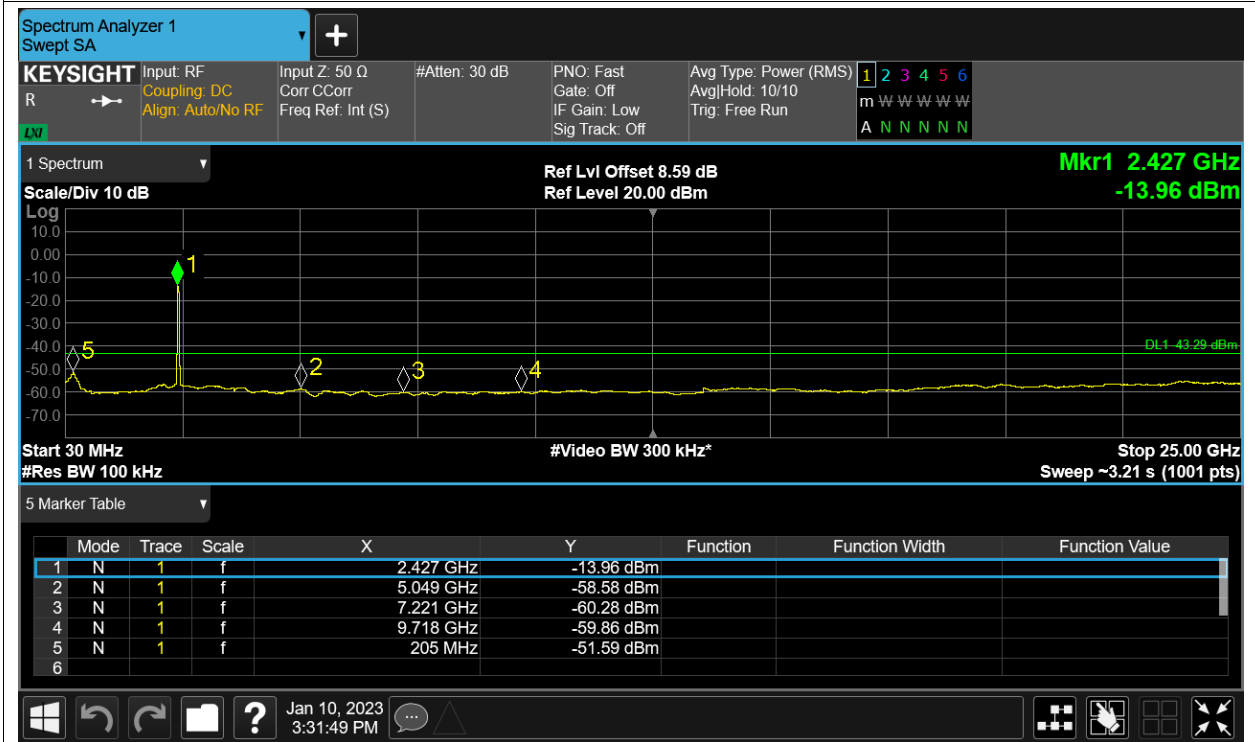 Spectrum Analyzer 1
Swept SA
+
KEYSIGHT
R
LXI
Input: RF
Coupling: DC
Align: Auto/No RF
Input Z: 50 Ω
Corr CCorr
Freq Ref: Int (S)
#Atten: 30 dB
PNO: Fast
Gate: Off
IF Gain: Low
Sig Track: Off
Avg Type: Power (RMS)
Avg|Hold: 10/10
Trig: Free Run
1 2 3 4 5 6
m W W W W W
A N N N N N
1 Spectrum
Scale/Div 10 dB
Ref Lvl Offset 8.59 dB
Ref Level 20.00 dBm
Mkr1 2.427 GHz
-13.96 dBm
Log
10.0
0.00
-10.0
-20.0
-30.0
-40.0
-50.0
-60.0
-70.0
1
5
2
3
4
DL1 -43.29 dBm
Start 30 MHz
#Video BW 300 kHz*
Stop 25.00 GHz
#Res BW 100 kHz
Sweep ~3.21 s (1001 pts)
5 Marker Table
Mode Trace Scale X Y Function Function Width Function Value
1 N 1 f 2.427 GHz -13.96 dBm
2 N 1 f 5.049 GHz -58.58 dBm
3 N 1 f 7.221 GHz -60.28 dBm
4 N 1 f 9.718 GHz -59.86 dBm
5 N 1 f 205 MHz -51.59 dBm
6
?
Jan 10, 2023
3:31:49 PM